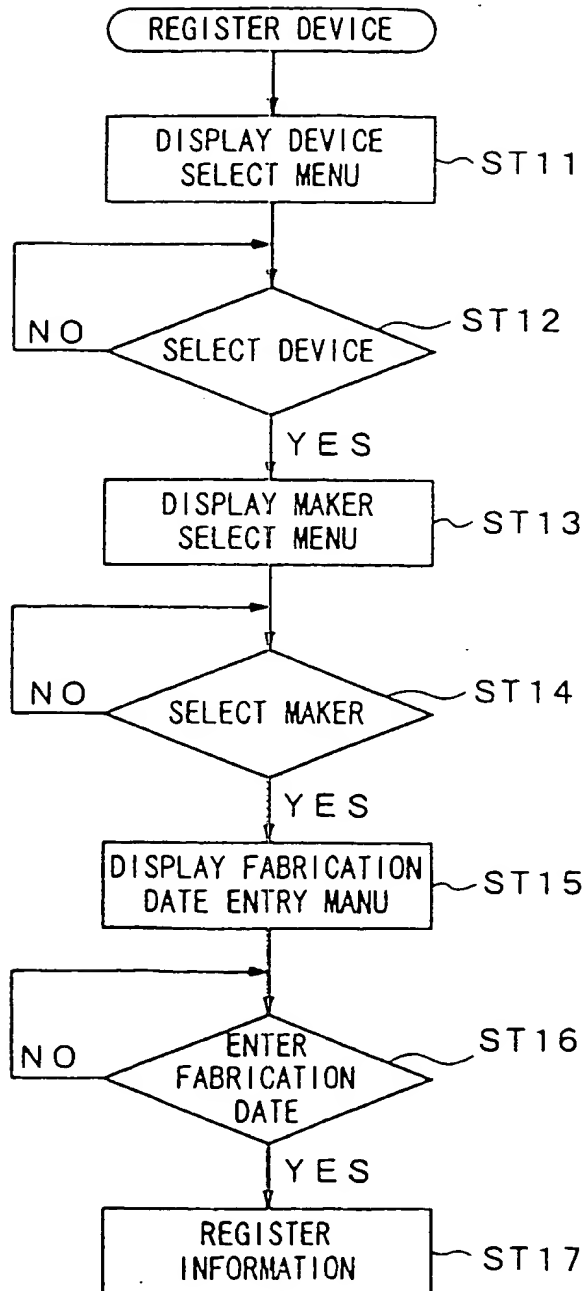 REGISTER DEVICE
DISPLAY DEVICE
SELECT MENU
ST11
ST12
NO
SELECT DEVICE
YES
DISPLAY MAKER
SELECT MENU
ST13
NO
SELECT MAKER
ST14
YES
DISPLAY FABRICATION
DATE ENTRY MANU
ST15
NO
ENTER
FABRICATION
DATE
ST16
YES
REGISTER
INFORMATION
ST17